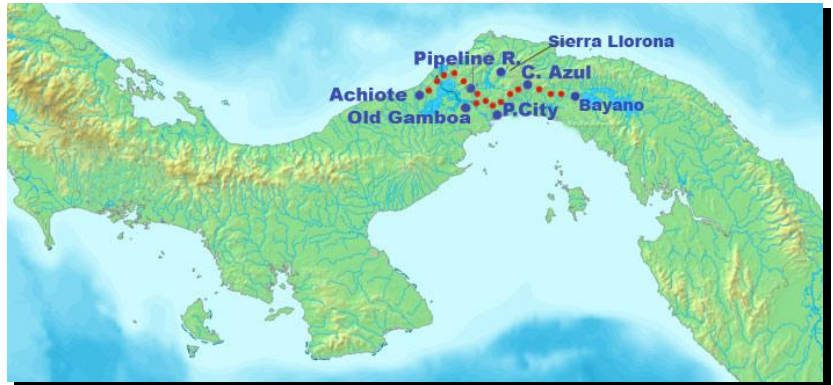 Sierra Llorona
Pipeline R.
C. Azul
Achiote
Bayano
Old Gamboa
P.City